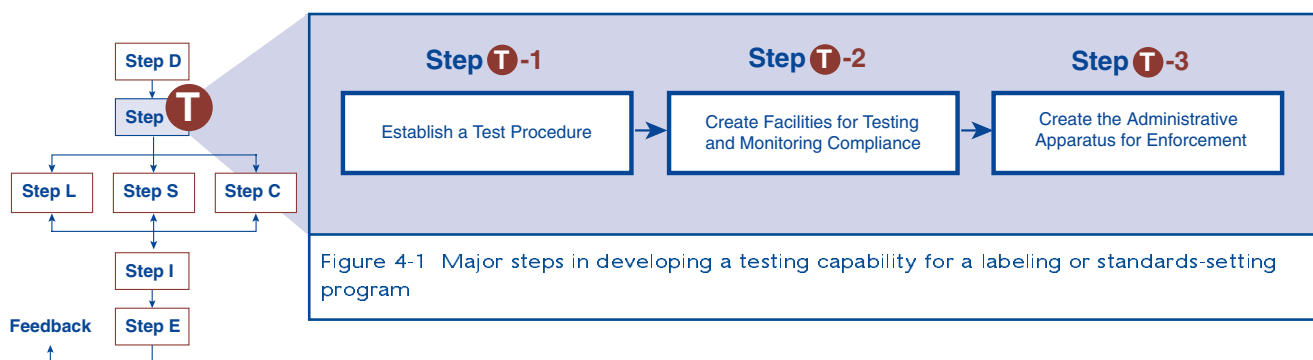 Step D
Step T
Step L
Step S
Step C
Step I
Step E
Feedback
Step T-1
Establish a Test Procedure
Step T-2
Create Facilities for Testing
and Monitoring Compliance
Step T-3
Create the Administrative
Apparatus for Enforcement
Figure 4-1 Major steps in developing a testing capability for a labeling or standards-setting
program